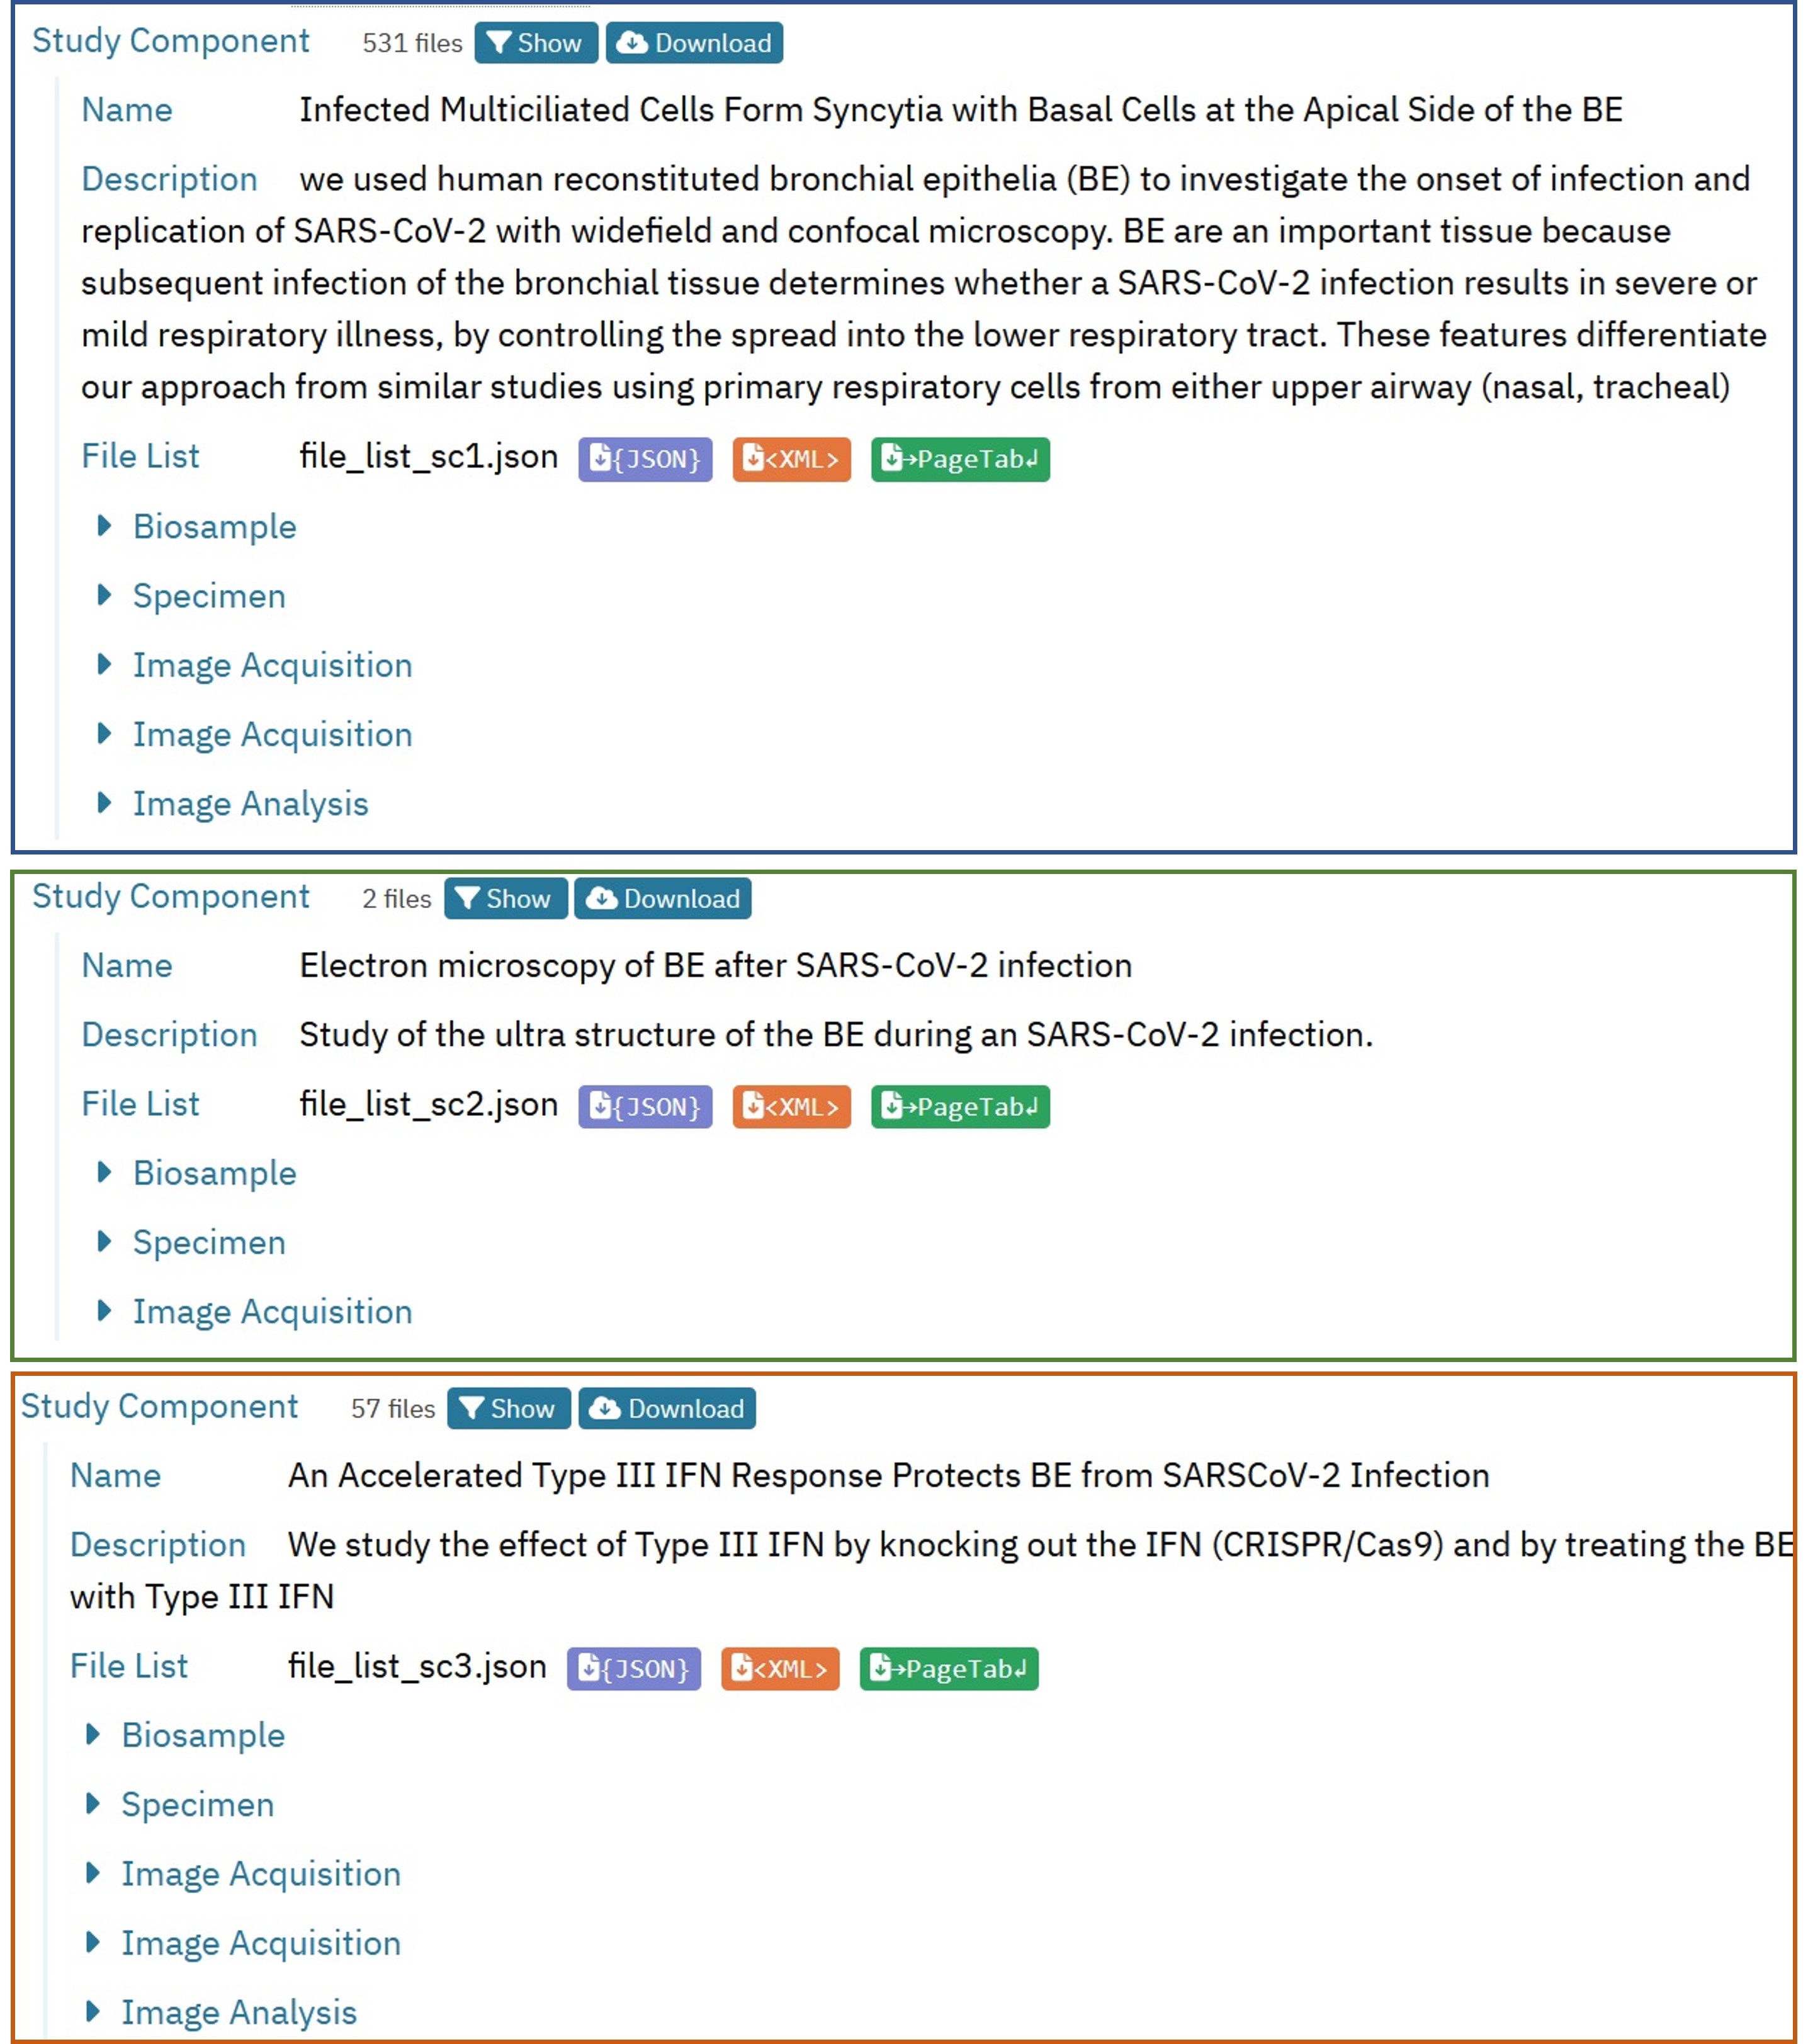 Study Component 531 files Show Download
Name Infected Multiciliated Cells Form Syncytia with Basal Cells at the Apical Side of the BE
Description we used human reconstituted bronchial epithelia (BE) to investigate the onset of infection and
replication of SARS-CoV-2 with widefield and confocal microscopy. BE are an important tissue because
subsequent infection of the bronchial tissue determines whether a SARS-CoV-2 infection results in severe or
mild respiratory illness, by controlling the spread into the lower respiratory tract. These features differentiate
our approach from similar studies using primary respiratory cells from either upper airway (nasal, tracheal)
File List file_list_sc1.json {JSON} <XML> →PageTab↲
Biosample
Specimen
Image Acquisition
Image Acquisition
Image Analysis
Study Component 2 files Show Download
Name Electron microscopy of BE after SARS-CoV-2 infection
Description Study of the ultra structure of the BE during an SARS-CoV-2 infection.
File List file_list_sc2.json {JSON} <XML> →PageTab↲
Biosample
Specimen
Image Acquisition
Study Component 57 files Show Download
Name An Accelerated Type III IFN Response Protects BE from SARSCoV-2 Infection
Description We study the effect of Type III IFN by knocking out the IFN (CRISPR/Cas9) and by treating the BE
with Type III IFN
File List file_list_sc3.json {JSON} <XML> →PageTab↲
Biosample
Specimen
Image Acquisition
Image Acquisition
Image Analysis